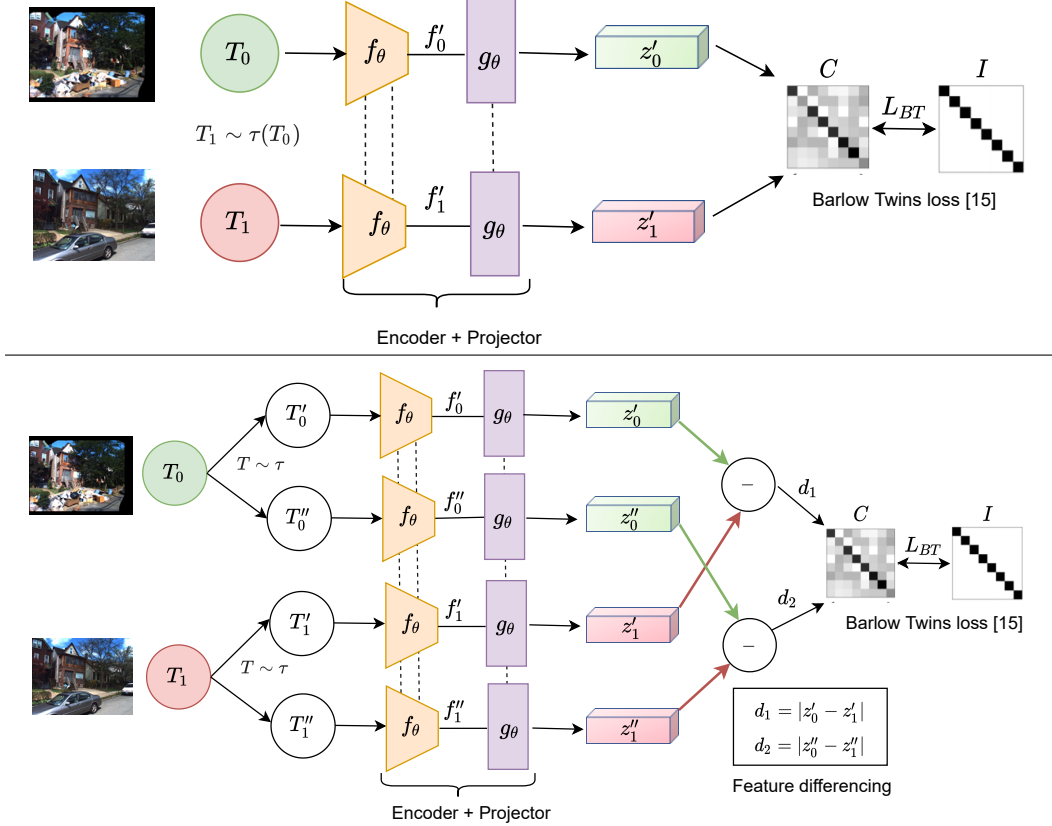 T₀
f_θ
f′₀
g_θ
z′₀
C
I
L_BT
T₁ ∼ τ(T₀)
Barlow Twins loss [15]
T₁
f_θ
f′₁
g_θ
z′₁
Encoder + Projector
T₀
T ∼ τ
T′₀
f_θ
f′₀
g_θ
z′₀
T″₀
f_θ
f″₀
g_θ
z″₀
−
d₁
C
I
L_BT
Barlow Twins loss [15]
T₁
T ∼ τ
T′₁
f_θ
f′₁
g_θ
z′₁
T″₁
f_θ
f″₁
g_θ
z″₁
−
d₂
d₁ = |z′₀ − z′₁|
d₂ = |z″₀ − z″₁|
Feature differencing
Encoder + Projector